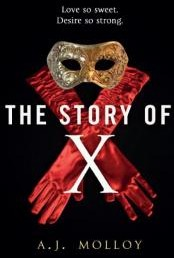 Love so sweet.
Desire so strong.
THE STORY OF
X
A.J. MOLLOY